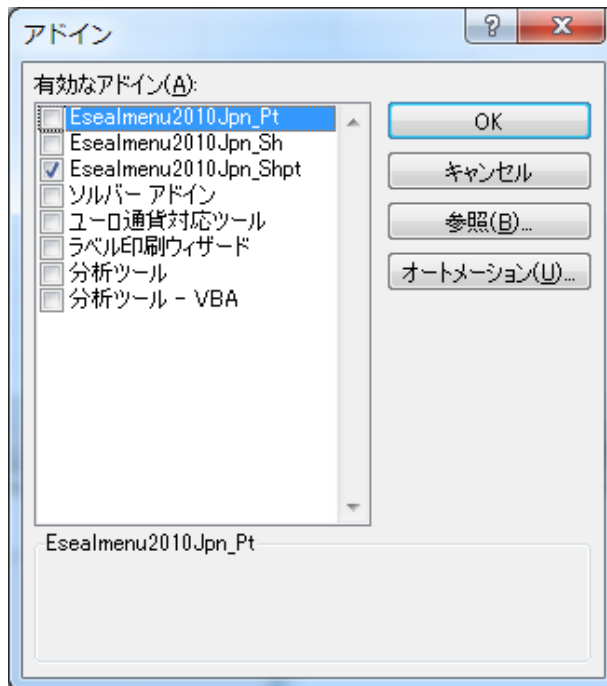 アドイン
有効なアドイン(A):
Esealmenu2010Jpn_Pt
Esealmenu2010Jpn_Sh
Esealmenu2010Jpn_Shpt
ソルバー アドイン
ユーロ通貨対応ツール
ラベル印刷ウィザード
分析ツール
分析ツール - VBA
OK
キャンセル
参照(B)...
オートメーション(U)...
Esealmenu2010Jpn_Pt